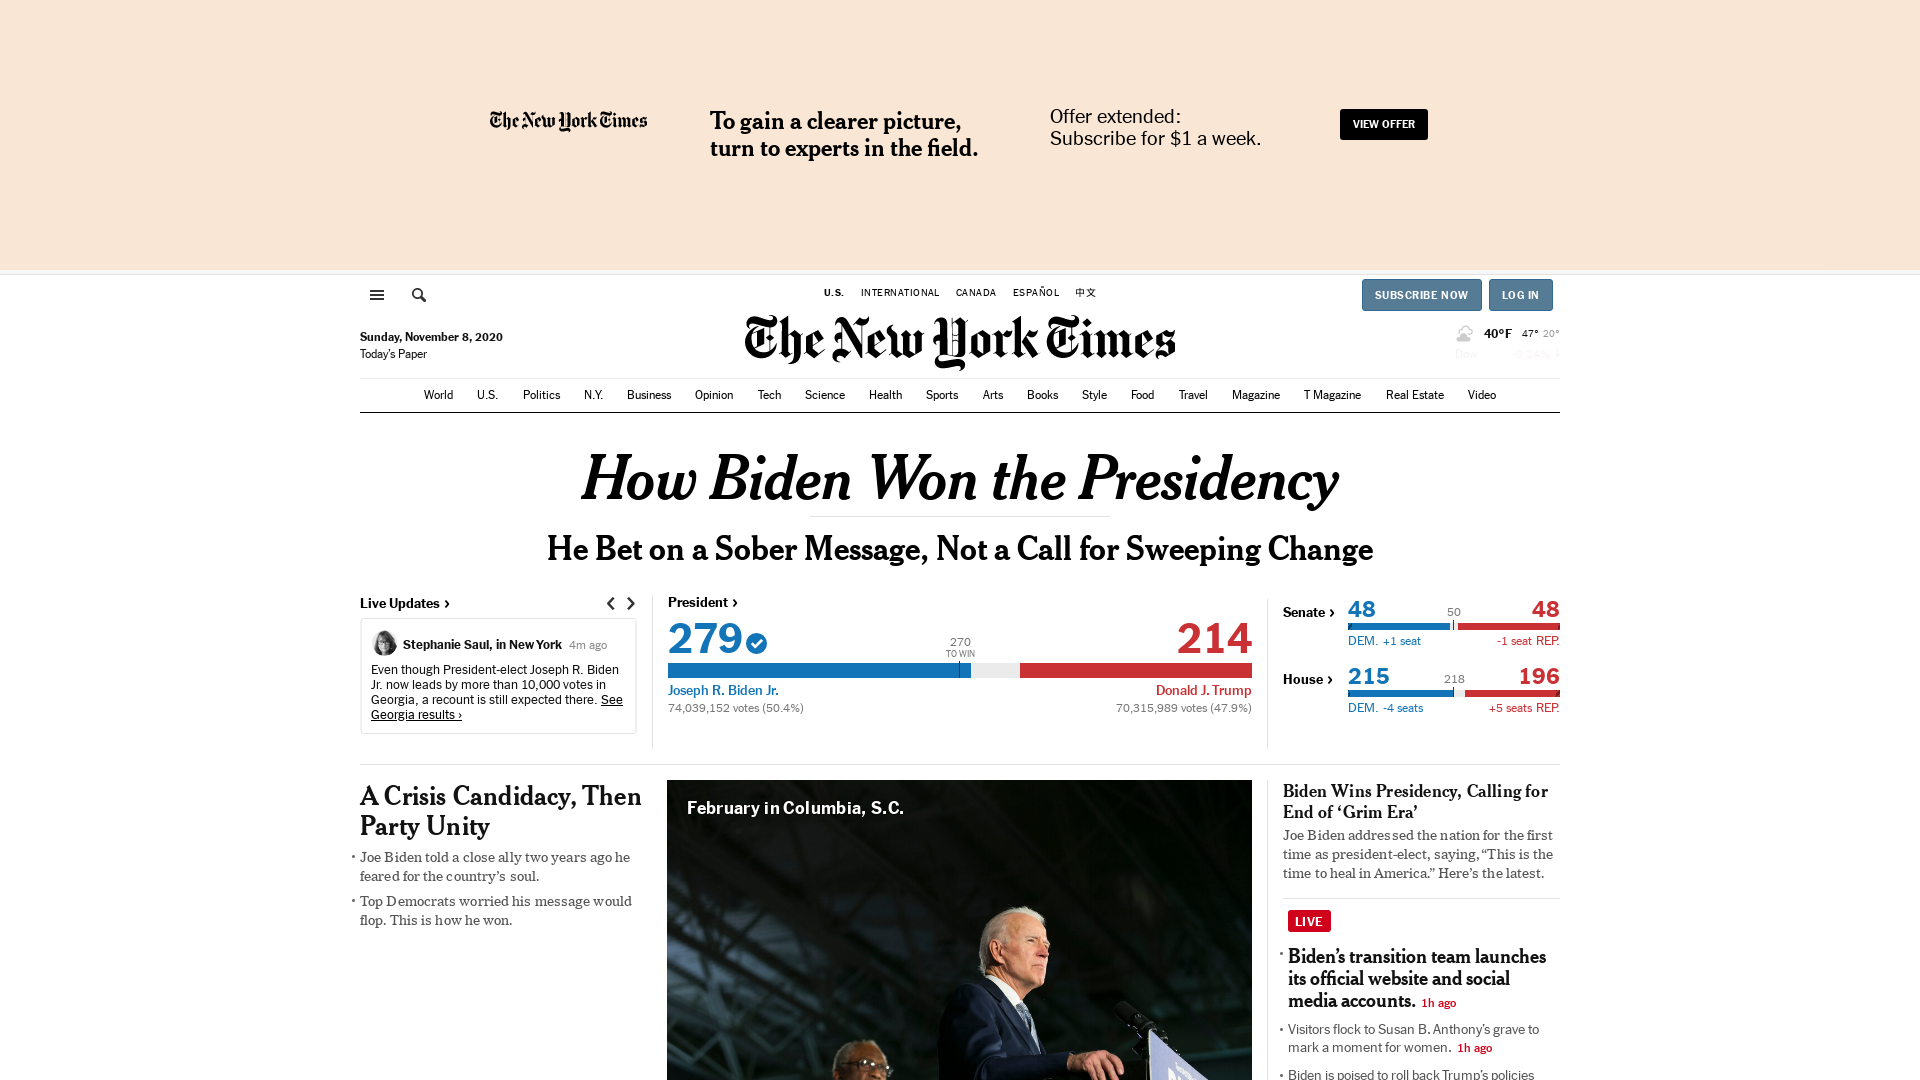 The New York Times
To gain a clearer picture,
turn to experts in the field.
Offer extended:
Subscribe for $1 a week.
VIEW OFFER
U.S. INTERNATIONAL CANADA ESPAÑOL 中文
SUBSCRIBE NOW LOG IN
Sunday, November 8, 2020
Today's Paper
The New York Times
40°F 47° 20°
Dow
World U.S. Politics N.Y. Business Opinion Tech Science Health Sports Arts Books Style Food Travel Magazine T Magazine Real Estate Video
How Biden Won the Presidency
He Bet on a Sober Message, Not a Call for Sweeping Change
Live Updates ›
Stephanie Saul, in New York 4m ago
Even though President-elect Joseph R. Biden
Jr. now leads by more than 10,000 votes in
Georgia, a recount is still expected there. See
Georgia results ›
President ›
279 214
270
TO WIN
Joseph R. Biden Jr. Donald J. Trump
74,039,152 votes (50.4%) 70,315,989 votes (47.9%)
Senate › 48 50 48
DEM. +1 seat -1 seat REP.
House › 215 218 196
DEM. -4 seats +5 seats REP.
A Crisis Candidacy, Then
Party Unity
• Joe Biden told a close ally two years ago he
feared for the country's soul.
• Top Democrats worried his message would
flop. This is how he won.
February in Columbia, S.C.
Biden Wins Presidency, Calling for
End of ‘Grim Era’
Joe Biden addressed the nation for the first
time as president-elect, saying, “This is the
time to heal in America.” Here's the latest.
LIVE
• Biden's transition team launches
its official website and social
media accounts. 1h ago
• Visitors flock to Susan B. Anthony's grave to
mark a moment for women. 1h ago
• Biden is poised to roll back Trump's policies